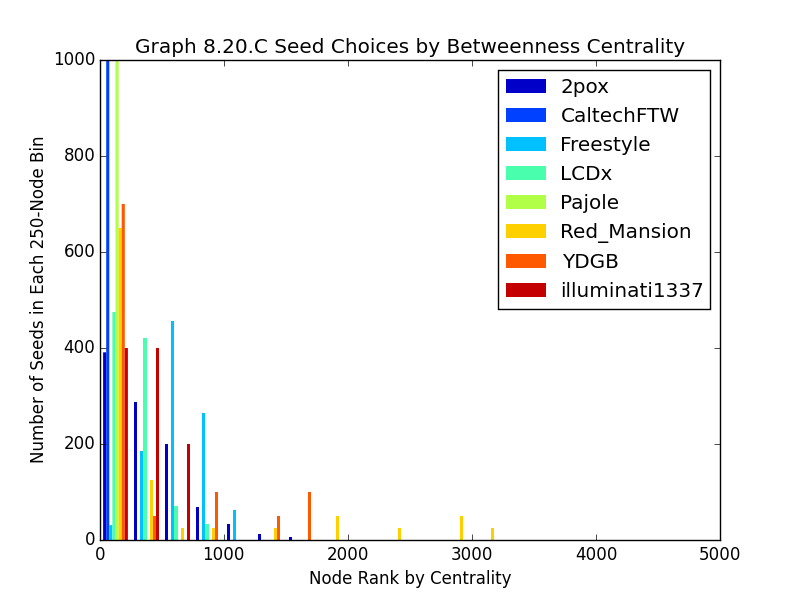 Graph 8.20.C Seed Choices by Betweenness Centrality
Number of Seeds in Each 250-Node Bin
1000
800
600
400
200
0
2pox
CaltechFTW
Freestyle
LCDx
Pajole
Red_Mansion
YDGB
illuminati1337
0 1000 2000 3000 4000 5000
Node Rank by Centrality